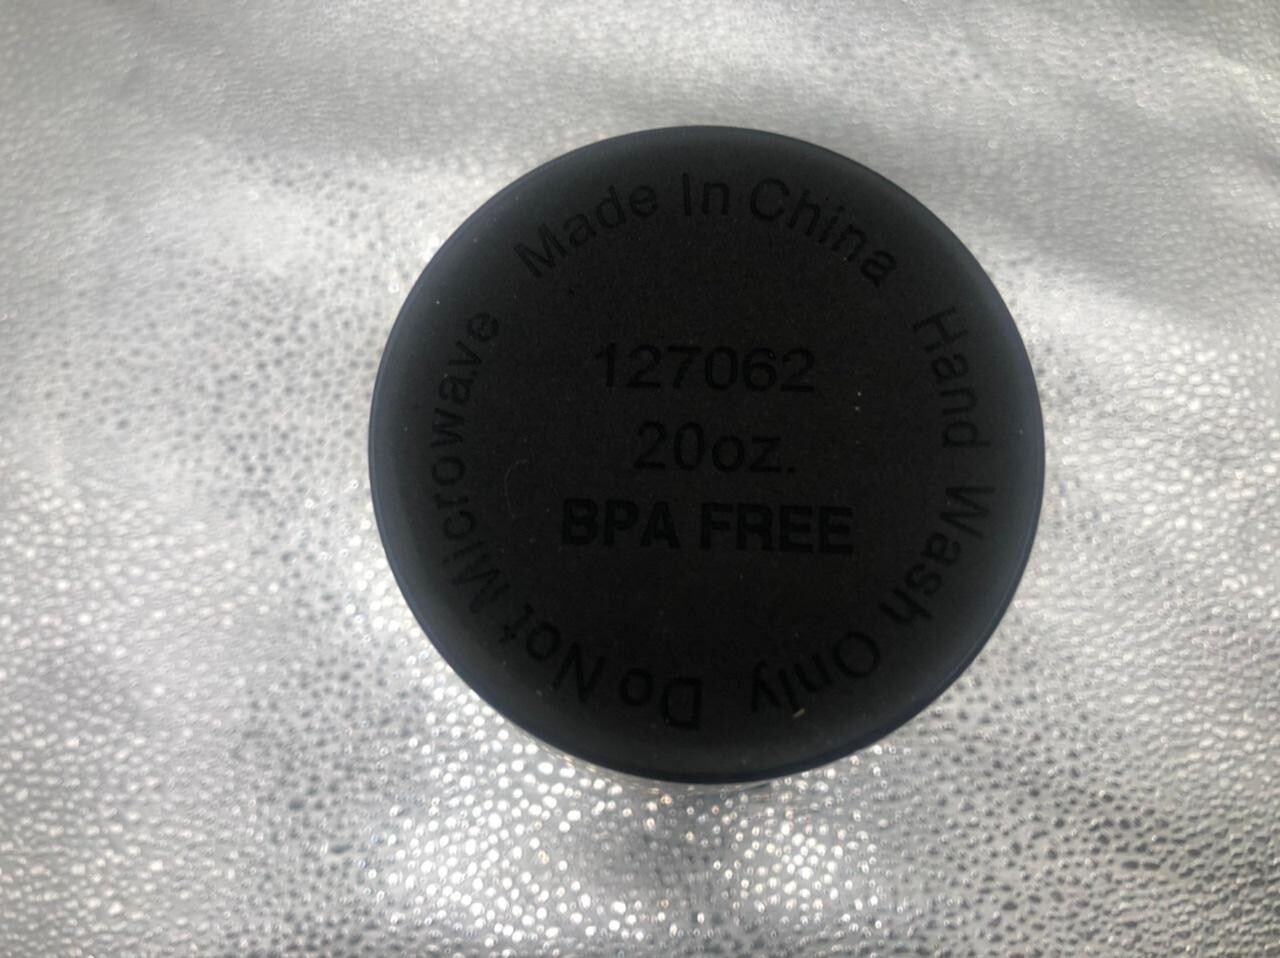 Made In China
Hand Wash Only
Do Not Microwave
127062
20oz.
BPA FREE